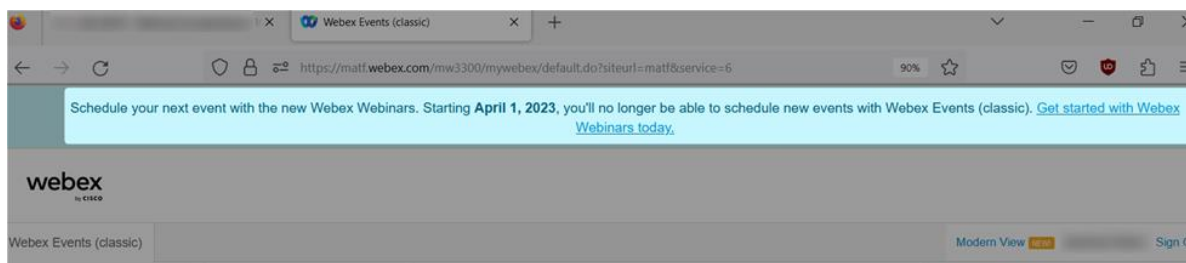 Webex Events (classic)
https://matf.webex.com/mw3300/mywebex/default.do?siteurl=matf&service=6
90%
Schedule your next event with the new Webex Webinars. Starting April 1, 2023, you'll no longer be able to schedule new events with Webex Events (classic). Get started with Webex
Webinars today.
webex
by CISCO
Webex Events (classic)
Modern View NEW
Sign